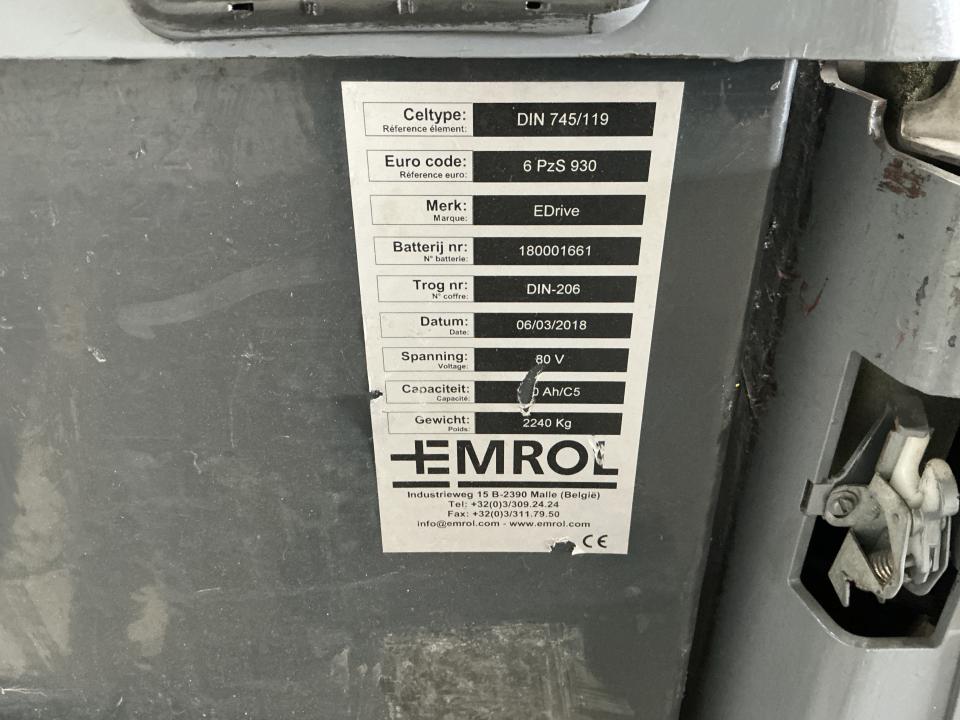 Celtype: DIN 745/119
Réference élement:
Euro code: 6 PzS 930
Réference euro:
Merk: EDrive
Marque:
Batterij nr: 180001661
N° batterie:
Trog nr: DIN-206
N° coffre:
Datum: 06/03/2018
Date:
Spanning: 80 V
Voltage:
Capaciteit: Ah/C5
Capacité:
Gewicht: 2240 Kg
Poids:
EMROL
Industrieweg 15 B-2390 Malle (België)
Tel: +32(0)3/309.24.24
Fax: +32(0)3/311.79.50
info@emrol.com - www.emrol.com
CE